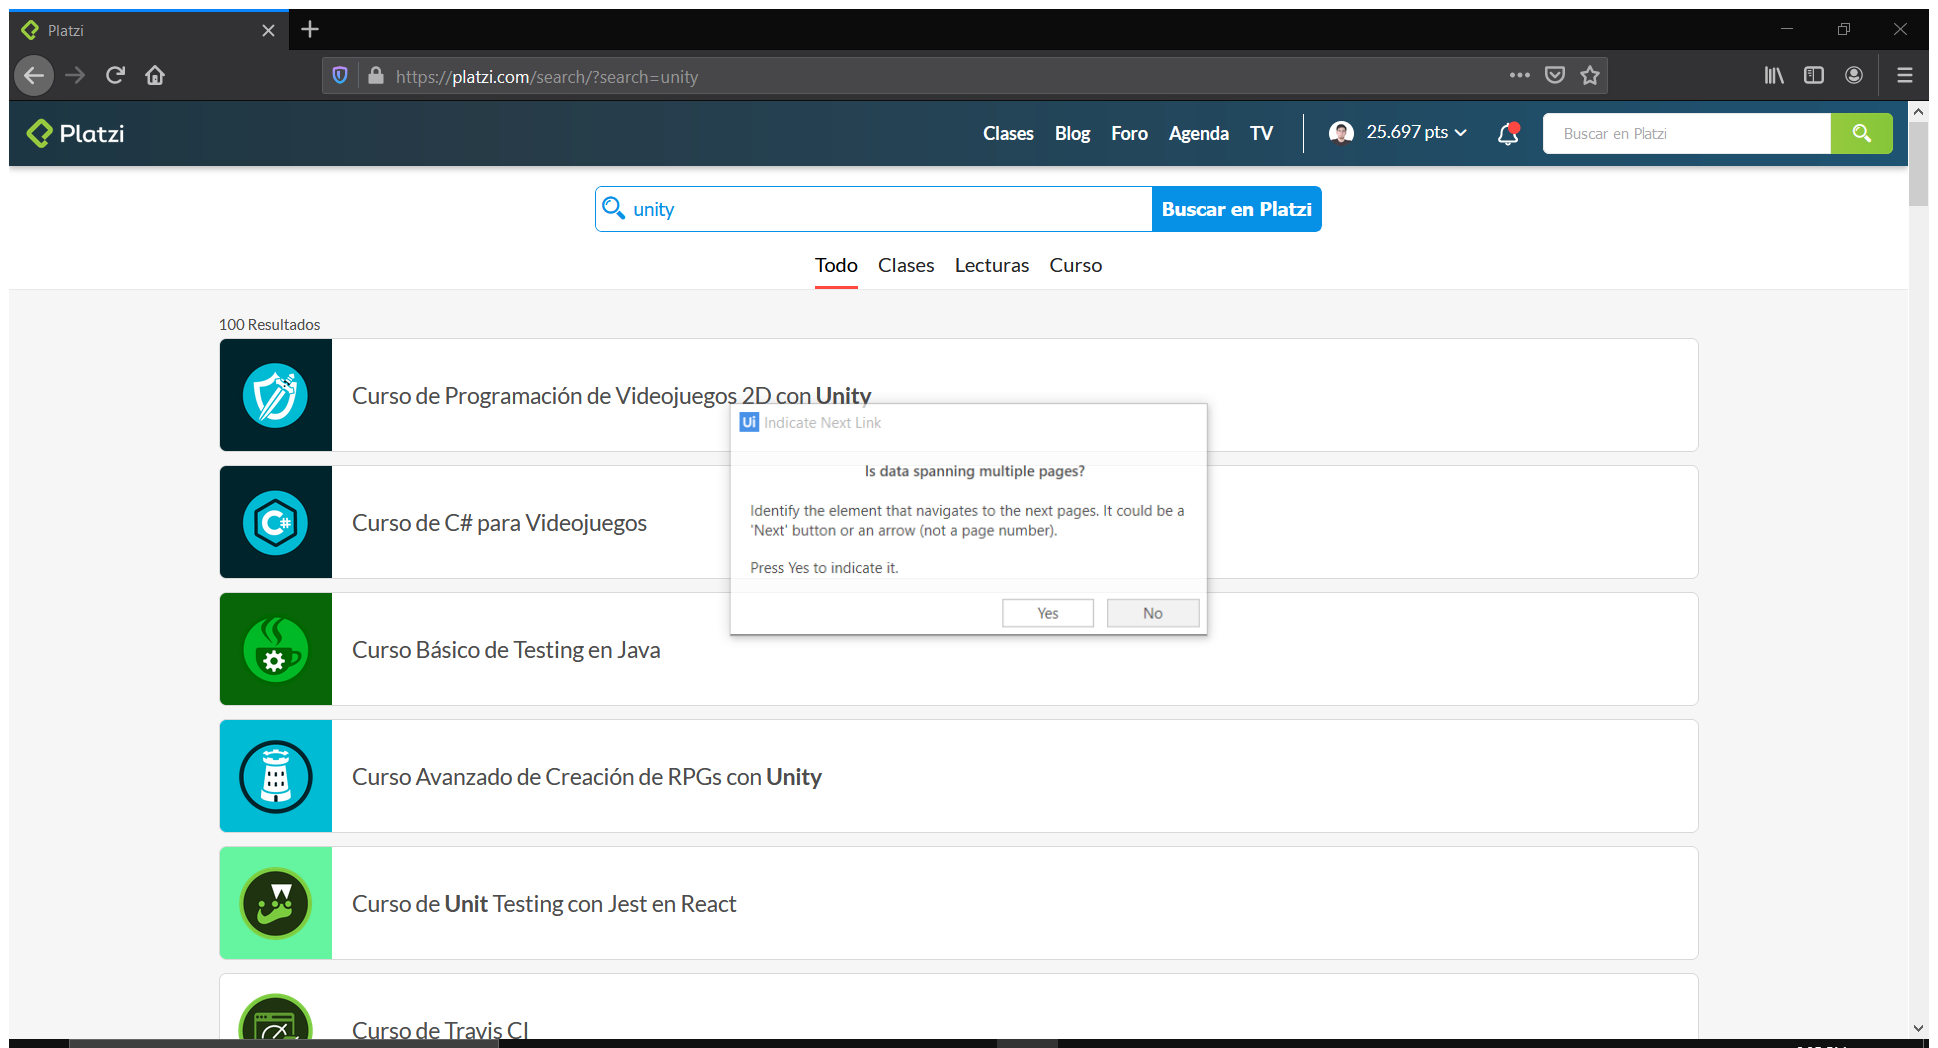 Platzi
https://platzi.com/search/?search=unity
Platzi
Clases Blog Foro Agenda TV 25.697 pts Buscar en Platzi
unity Buscar en Platzi
Todo Clases Lecturas Curso
100 Resultados
Curso de Programación de Videojuegos 2D con Unity
Ui Indicate Next Link
Is data spanning multiple pages?
Identify the element that navigates to the next pages. It could be a
'Next' button or an arrow (not a page number).
Press Yes to indicate it.
Yes No
C#
Curso de C# para Videojuegos
Curso Básico de Testing en Java
Curso Avanzado de Creación de RPGs con Unity
Curso de Unit Testing con Jest en React
Curso de Travis CI